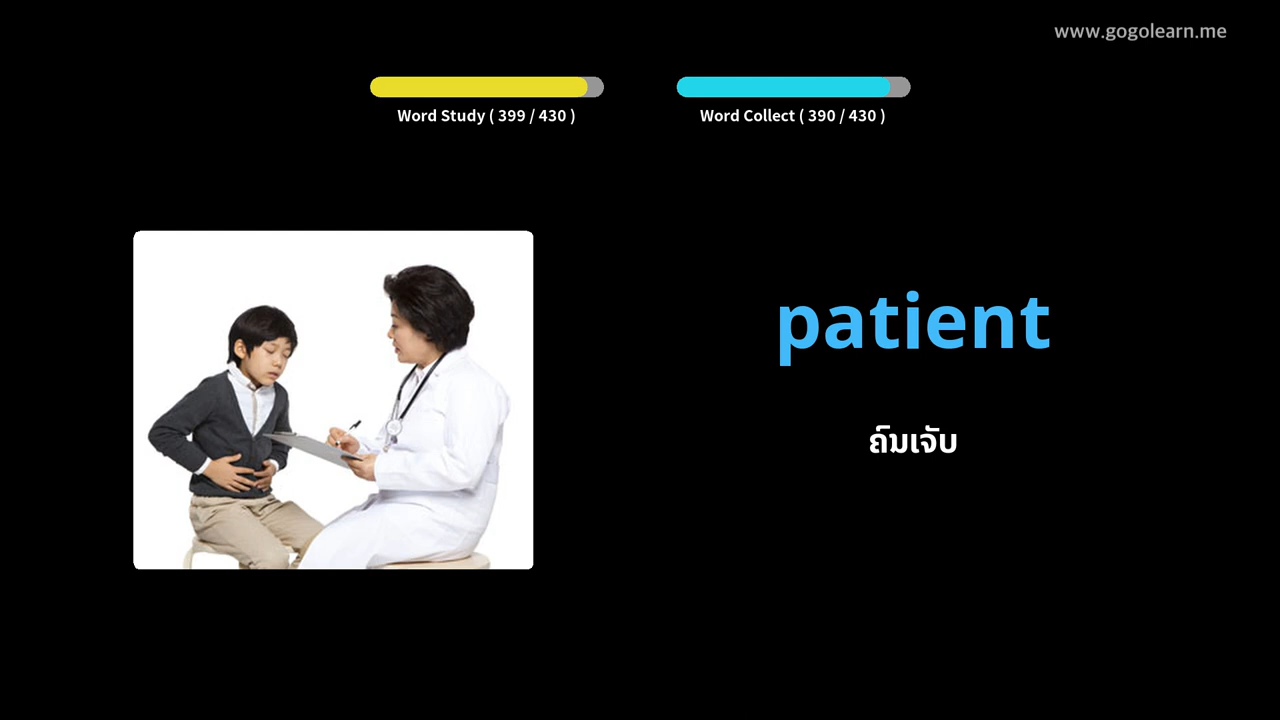 www.gogolearn.me
Word Study ( 399 / 430 )
Word Collect ( 390 / 430 )
patient
ຄົນເຈັບ